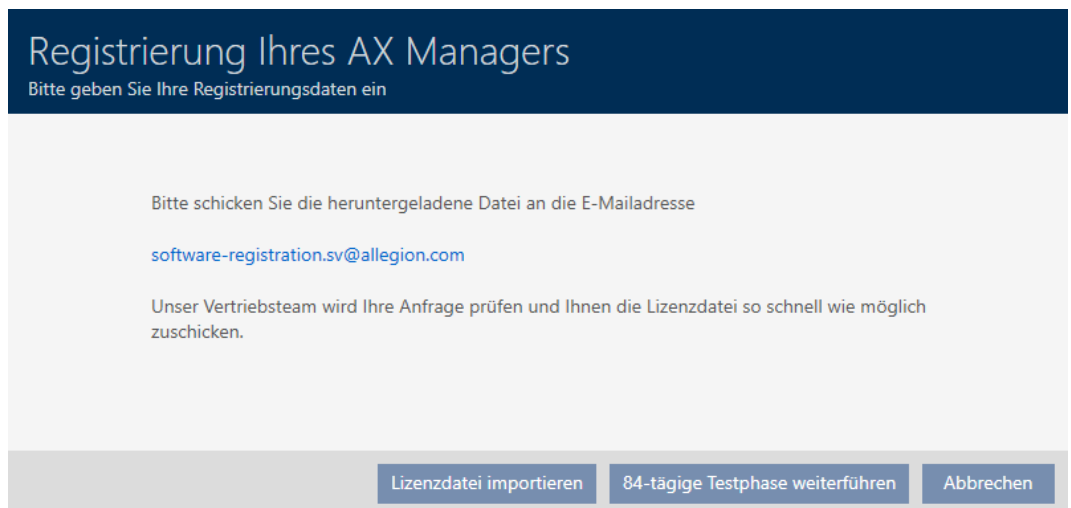 Registrierung Ihres AX Managers
Bitte geben Sie Ihre Registrierungsdaten ein
Bitte schicken Sie die heruntergeladene Datei an die E-Mailadresse
software-registration.sv@allegion.com
Unser Vertriebsteam wird Ihre Anfrage prüfen und Ihnen die Lizenzdatei so schnell wie möglich
zuschicken.
Lizenzdatei importieren
84-tägige Testphase weiterführen
Abbrechen